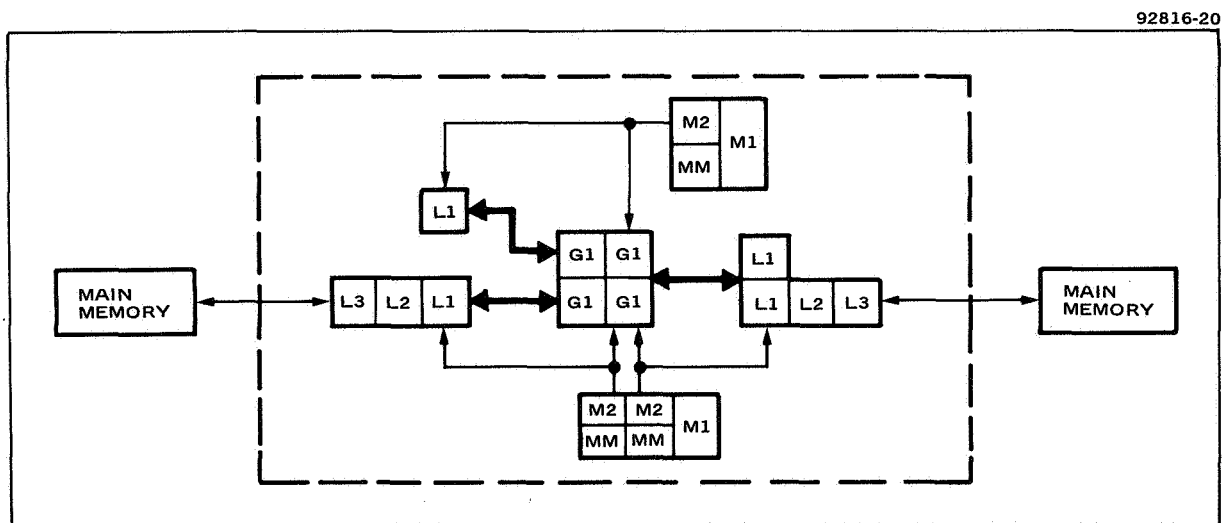 92816-20
M2
M1
MM
L1
G1 G1
L1
MAIN
MEMORY
L3 L2 L1
G1 G1
L1 L2 L3
MAIN
MEMORY
M2 M2
M1
MM MM